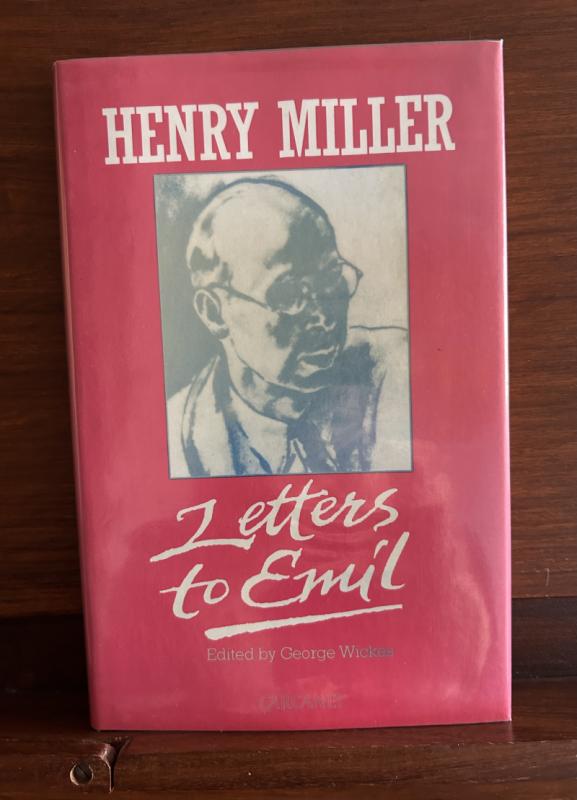 HENRY MILLER
Letters
to Emil
Edited by George Wickes
CARCANET